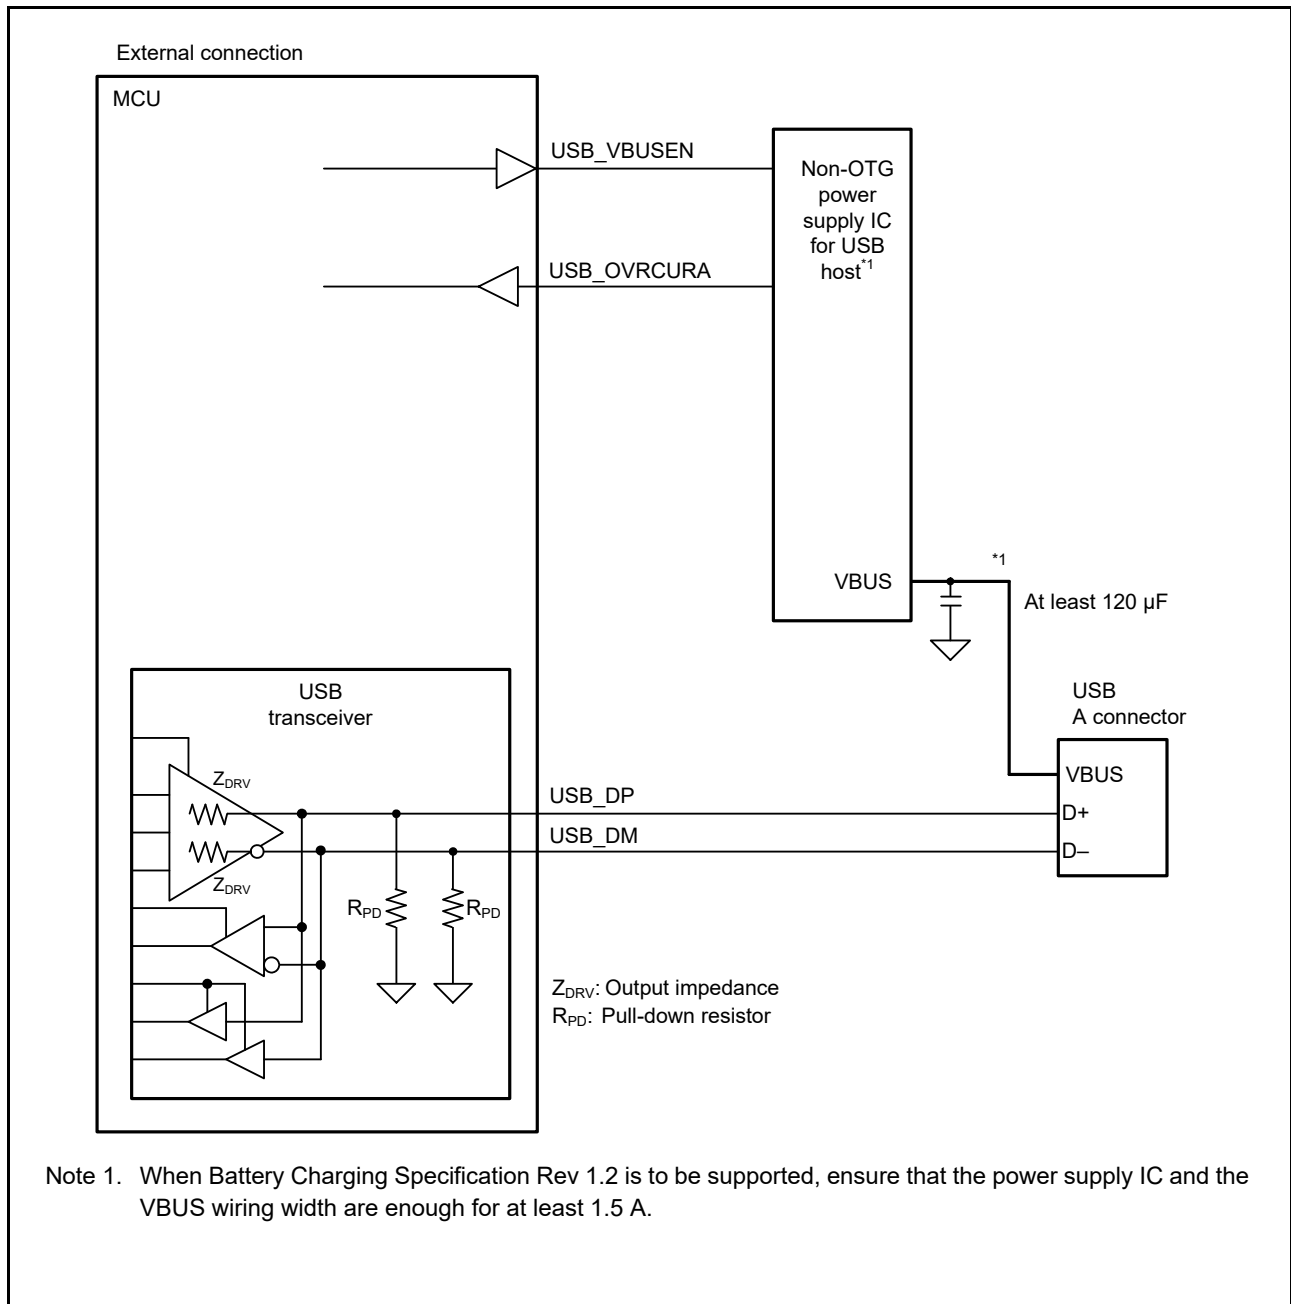 External connection
MCU
USB_VBUSEN
USB_OVRCURA
Non-OTG
power
supply IC
for USB
host*1
VBUS
*1
At least 120 µF
USB
A connector
VBUS
D+
D–
USB
transceiver
ZDRV
ZDRV
USB_DP
USB_DM
RPD
RPD
ZDRV: Output impedance
RPD: Pull-down resistor
Note 1. When Battery Charging Specification Rev 1.2 is to be supported, ensure that the power supply IC and the
VBUS wiring width are enough for at least 1.5 A.